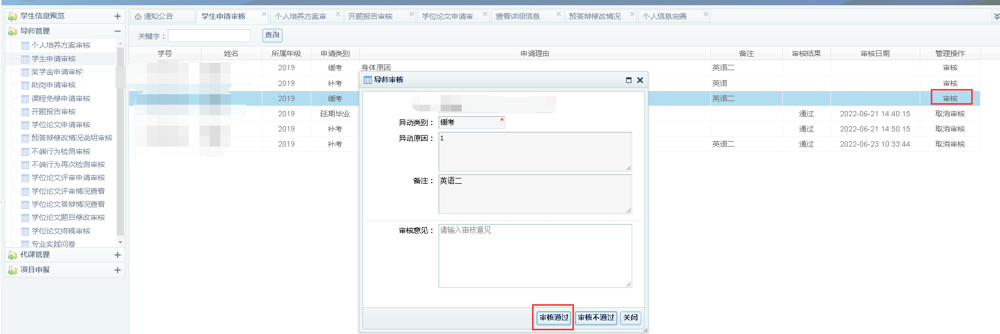 学生信息预览
导师管理
个人培养方案审核
学生申请审核
奖学金申请审核
助岗申请审核
课程免修申请审核
开题报告审核
学位论文申请审核
预答辩修改情况说明审核
不端行为检测审核
不端行为再次检测审核
学位论文评审申请审核
学位论文评审情况查看
学位论文答辩情况查看
学位论文题目修改审核
学位论文终稿审核
专业实践问卷
代课管理
项目申报
通知公告 学生申请审核 个人培养方案审 开题报告审核 学位论文申请审 查看详细信息 预答辩修改情况 个人信息完善
关键字： 查询
学号 姓名 所属年级 申请类别 申请理由 备注 审核结果 审核日期 管理操作
2019 缓考 身体原因 英语二 审核
2019 补考 英语 审核
2019 缓考 英语二 审核
2019 延期毕业 通过 2022-06-21 14:40:15 取消审核
2019 补考 通过 2022-06-21 14:50:15 取消审核
2019 补考 英语二 通过 2022-06-23 10:33:44 取消审核
导师审核
异动类别： 缓考 *
异动原因： 1
备注： 英语二
审核意见： 请输入审核意见
审核通过 审核不通过 关闭